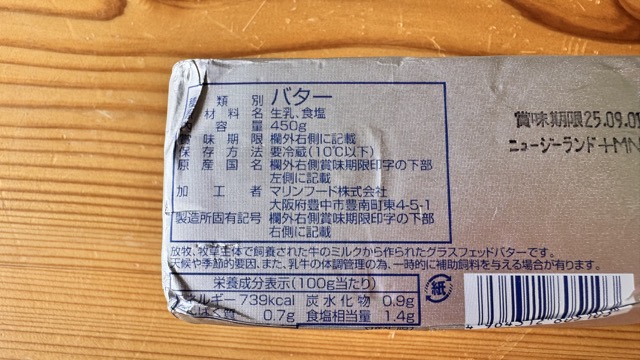 種類別 バター
原材料名 生乳、食塩
内容量 450g
賞味期限 欄外右側に記載
保存方法 要冷蔵(10℃以下)
原産国名 欄外右側賞味期限印字の下部
左側に記載
加工者 マリンフード株式会社
大阪府豊中市豊南町東4-5-1
製造所固有記号 欄外右側賞味期限印字の下部
右側に記載
放牧、牧草主体で飼養された牛のミルクから作られたグラスフェッドバターです。
天候や季節的要因、また、乳牛の体調管理の為、一時的に補助飼料を与える場合が有ります。
栄養成分表示(100g当たり)
エネルギー 739kcal 炭水化物 0.9g
たんぱく質 0.7g 食塩相当量 1.4g
賞味期限25.09.01
ニュージーランド+MN
紙